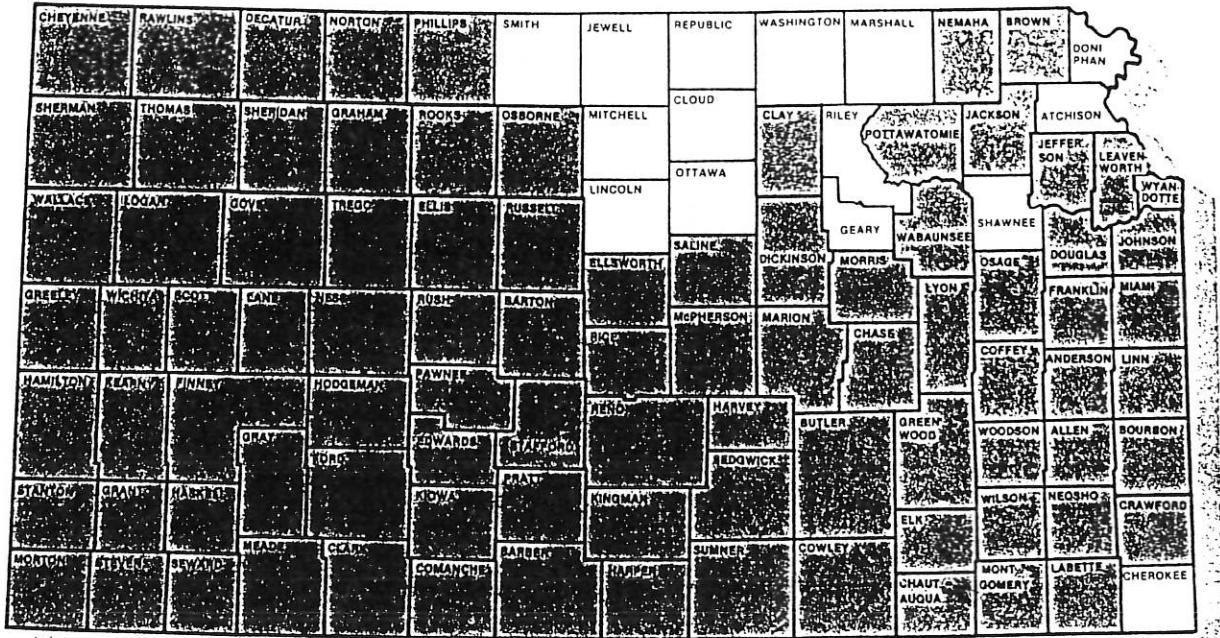 CHEYENNE
RAWLINS
DECATUR
NORTON
PHILLIPS
SMITH
JEWELL
REPUBLIC
WASHINGTON
MARSHALL
NEMAHA
BROWN
DONI
PHAN
SHERMAN
THOMAS
SHERIDAN
GRAHAM
ROOKS
OSBORNE
MITCHELL
CLOUD
CLAY
RILEY
POTTAWATOMIE
JACKSON
ATCHISON
JEFFER
SON
LEAVEN
WORTH
WYAN
DOTTE
WALLACE
LOGAN
GOVE
TREGO
ELLIS
RUSSELL
LINCOLN
OTTAWA
SALINE
DICKINSON
GEARY
MORRIS
WABAUNSEE
SHAWNEE
OSAGE
DOUGLAS
JOHNSON
GREELEY
WICHITA
SCOTT
LANE
NESS
RUSH
BARTON
ELLSWORTH
RICE
McPHERSON
MARION
CHASE
LYON
COFFEY
FRANKLIN
MIAMI
ANDERSON
LINN
HAMILTON
KEARNY
FINNEY
HODGEMAN
PAWNEE
EDWARDS
STAFFORD
RENO
HARVEY
BUTLER
GREEN
WOOD
WOODSON
ALLEN
BOURBON
GRAY
FORD
PRATT
SEDGWICK
STANTON
GRANT
HASKELL
KIOWA
KINGMAN
ELK
WILSON
NEOSHO
CRAWFORD
MORTON
STEVENS
SEWARD
MEADE
CLARK
COMANCHE
BARBER
HARPER
SUMNER
COWLEY
CHAUT
AUQUA
MONT
GOMERY
LABETTE
CHEROKEE